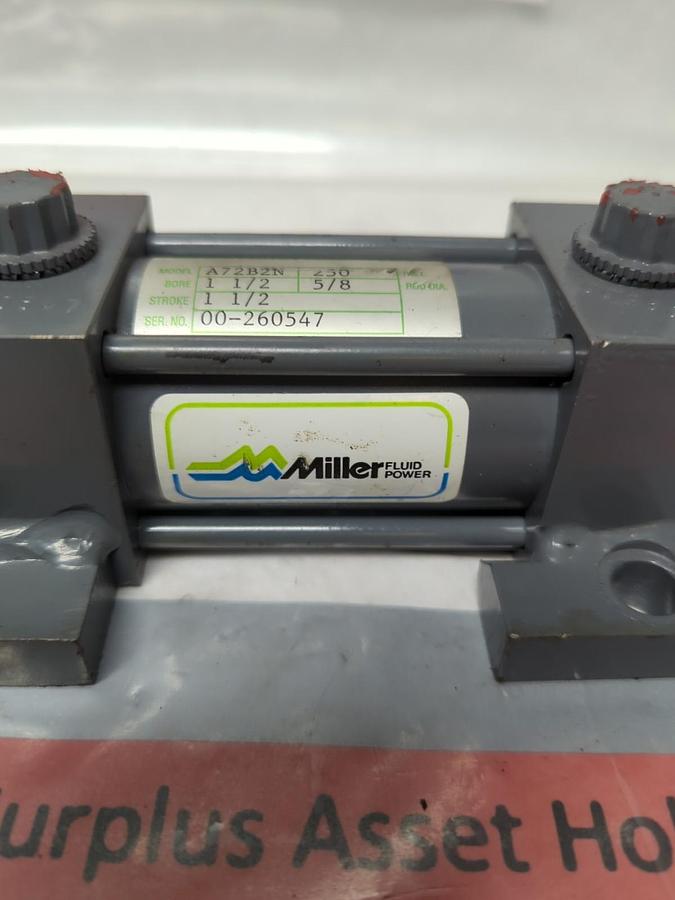 MODEL A72B2N 250
BORE 1 1/2 5/8 ROD DIA.
STROKE 1 1/2
SER. NO. 00-260547
Miller FLUID
POWER
urplus Asset Hol